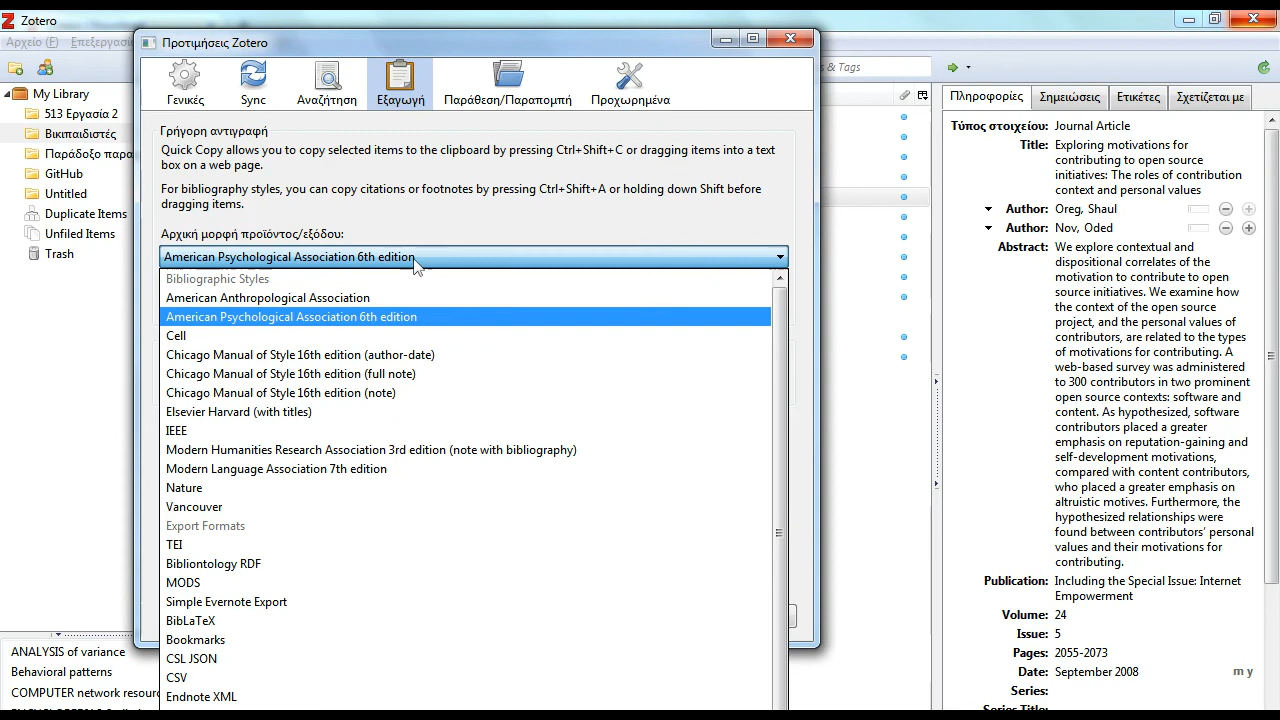 Zotero
Αρχείο (F)
Προτιμήσεις Zotero
& Tags
Γενικές
Sync
Αναζήτηση
Εξαγωγή
Παράθεση/Παραπομπή
Προχωρημένα
My Library
513 Εργασία 2
Βικιπαιδιστές
GitHub
Untitled
Duplicate Items
Unfiled Items
Trash
Γρήγορη αντιγραφή
Quick Copy allows you to copy selected items to the clipboard by pressing Ctrl+Shift+C or dragging items into a text
box on a web page.
For bibliography styles, you can copy citations or footnotes by pressing Ctrl+Shift+A or holding down Shift before
dragging items.
Αρχική μορφή προϊόντος/εξόδου:
American Psychological Association 6th edition
Bibliographic Styles
American Anthropological Association
American Psychological Association 6th edition
Cell
Chicago Manual of Style 16th edition (author-date)
Chicago Manual of Style 16th edition (full note)
Chicago Manual of Style 16th edition (note)
Elsevier Harvard (with titles)
IEEE
Modern Humanities Research Association 3rd edition (note with bibliography)
Modern Language Association 7th edition
Nature
Vancouver
Export Formats
TEI
Bibliontology RDF
MODS
Simple Evernote Export
BibLaTeX
Bookmarks
CSL JSON
CSV
Endnote XML
ANALYSIS of variance
Behavioral patterns
COMPUTER network
Πληροφορίες
Σημειώσεις
Ετικέτες
Σχετίζεται με
Τύπος στοιχείου: Journal Article
Title: Exploring motivations for
contributing to open source
initiatives: The roles of contribution
context and personal values
Author: Oreg, Shaul
Author: Nov, Oded
Abstract: We explore contextual and
dispositional correlates of the
motivation to contribute to open
source initiatives. We examine how
the context of the open source
project, and the personal values of
contributors, are related to the types
of motivations for contributing. A
web-based survey was administered
to 300 contributors in two prominent
open source contexts: software and
content. As hypothesized, software
contributors placed a greater
emphasis on reputation-gaining and
self-development motivations,
compared with content contributors,
who placed a greater emphasis on
altruistic motives. Furthermore, the
hypothesized relationships were
found between contributors' personal
values and their motivations for
contributing.
Publication: Including the Special Issue: Internet
Empowerment
Volume: 24
Issue: 5
Pages: 2055-2073
Date: September 2008 m y
Series: